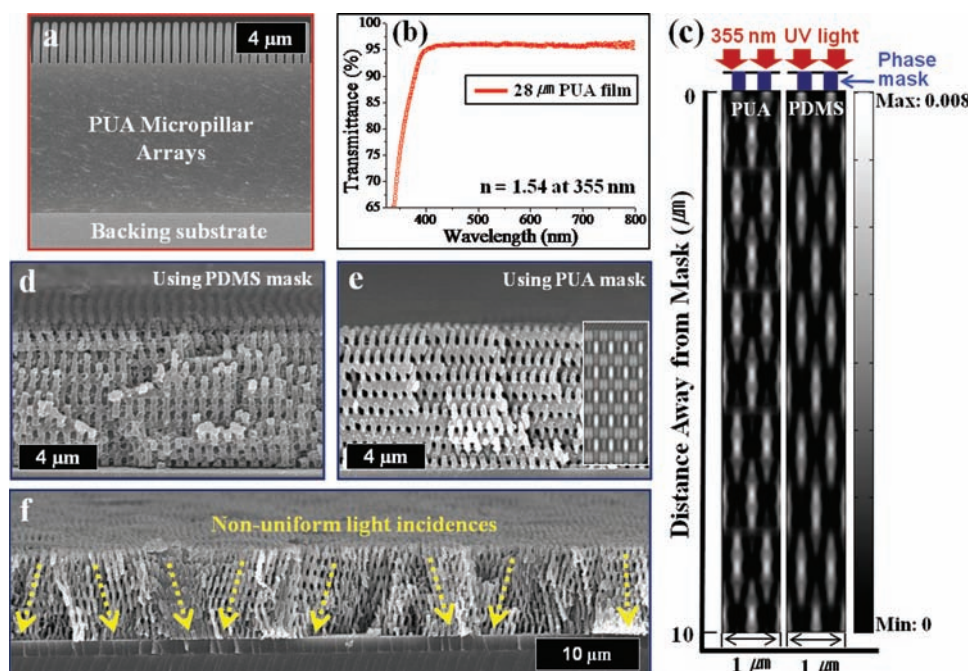 a
4 μm
PUA Micropillar
Arrays
Backing substrate
(b)
100
95
90
85
80
75
70
65
Transmittance (%)
28 ㎛ PUA film
n = 1.54 at 355 nm
400
500
600
700
800
Wavelength (nm)
(c)
355 nm UV light
Phase
mask
0
PUA
PDMS
Max: 0.008
Distance Away from Mask (㎛)
10
Min: 0
1 ㎛
1 ㎛
d
Using PDMS mask
4 μm
e
Using PUA mask
4 μm
f
Non-uniform light incidences
10 μm